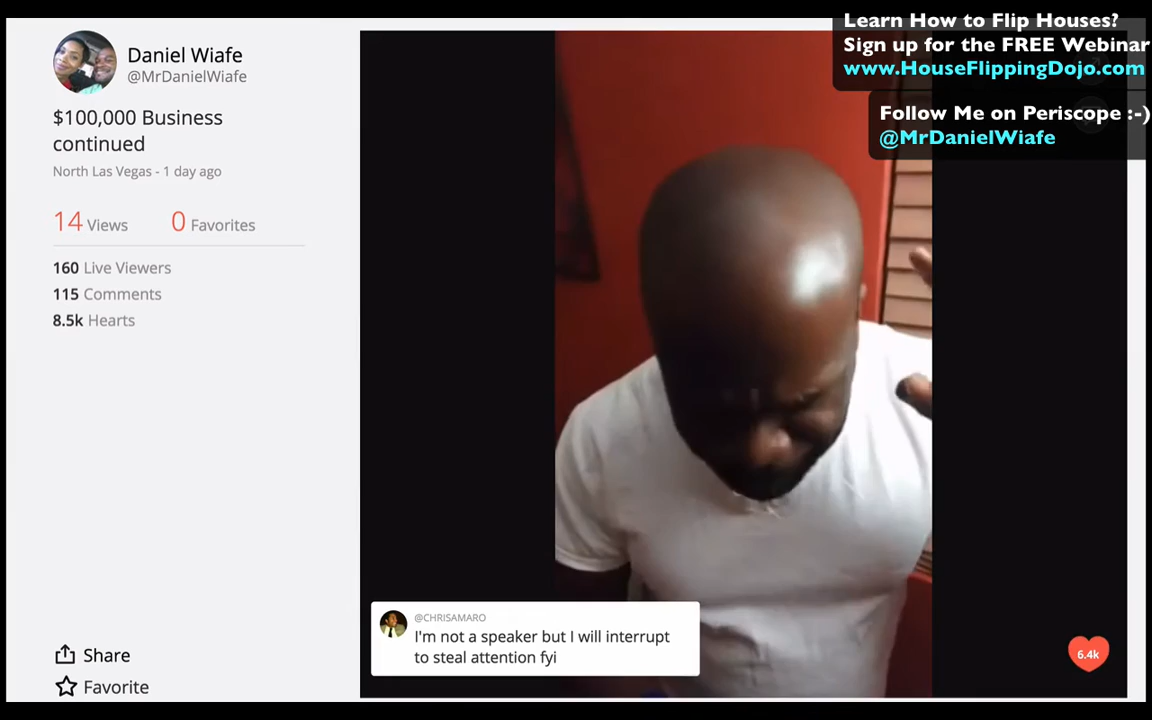 Learn How to Flip Houses?
Sign up for the FREE Webinar
www.HouseFlippingDojo.com
Follow Me on Periscope :-)
@MrDanielWiafe
Daniel Wiafe
@MrDanielWiafe
$100,000 Business
continued
North Las Vegas - 1 day ago
14 Views 0 Favorites
160 Live Viewers
115 Comments
8.5k Hearts
@CHRISAMARO
I'm not a speaker but I will interrupt
to steal attention fyi
6.4k
Share
Favorite